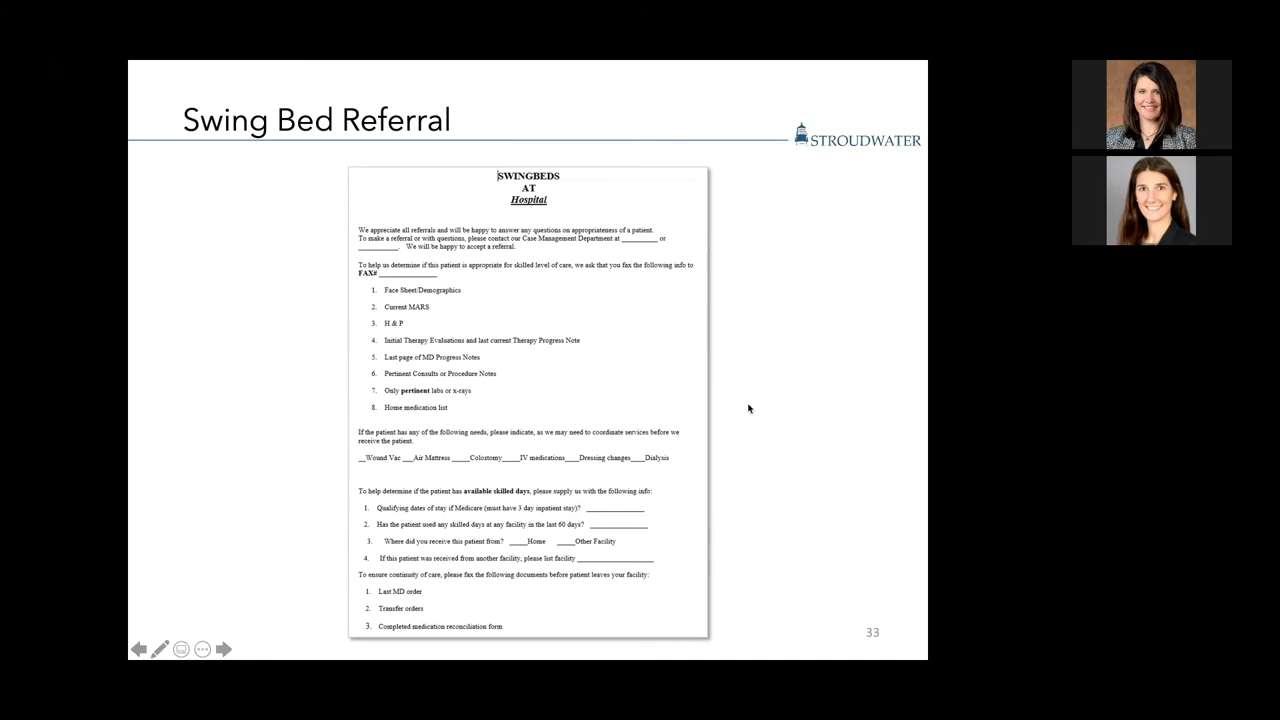 Swing Bed Referral
STROUDWATER
SWINGBEDS
AT
Hospital
We appreciate all referrals and will be happy to answer any questions on appropriateness of a patient.
To make a referral or with questions, please contact our Case Management Department at __________ or
___________. We will be happy to accept a referral.
To help us determine if this patient is appropriate for skilled level of care, we ask that you fax the following info to
FAX# ________________
1. Face Sheet/Demographics
2. Current MARS
3. H & P
4. Initial Therapy Evaluations and last current Therapy Progress Note
5. Last page of MD Progress Notes
6. Pertinent Consults or Procedure Notes
7. Only pertinent labs or x-rays
8. Home medication list
If the patient has any of the following needs, please indicate, as we may need to coordinate services before we
receive the patient.
__Wound Vac ___Air Mattress _____Colostomy_____IV medications____Dressing changes____Dialysis
To help determine if the patient has available skilled days, please supply us with the following info:
1. Qualifying dates of stay if Medicare (must have 3 day inpatient stay)? ________________
2. Has the patient used any skilled days at any facility in the last 60 days? ________________
3. Where did you receive this patient from? _____Home _____Other Facility
4. If this patient was received from another facility, please list facility _____________________
To ensure continuity of care, please fax the following documents before patient leaves your facility:
1. Last MD order
2. Transfer orders
3. Completed medication reconciliation form
33